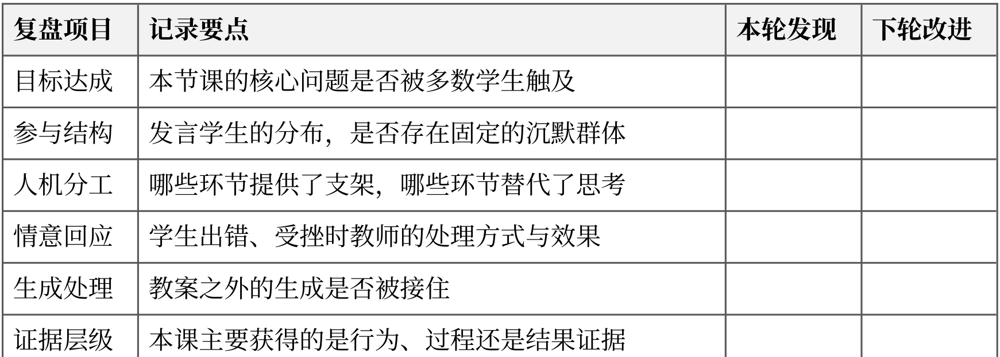 复盘项目 记录要点 本轮发现 下轮改进
目标达成 本节课的核心问题是否被多数学生触及
参与结构 发言学生的分布，是否存在固定的沉默群体
人机分工 哪些环节提供了支架，哪些环节替代了思考
情意回应 学生出错、受挫时教师的处理方式与效果
生成处理 教案之外的生成是否被接住
证据层级 本课主要获得的是行为、过程还是结果证据